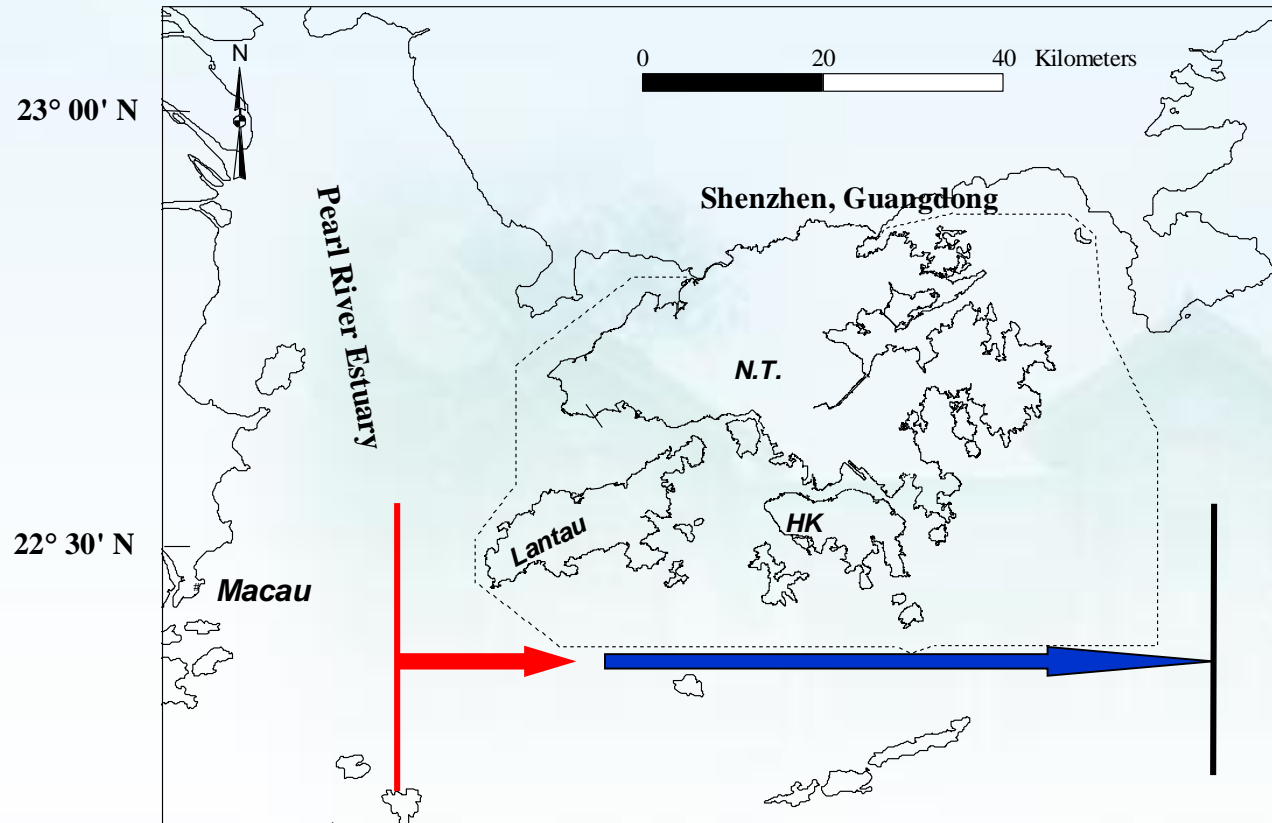 N
0 20 40 Kilometers
23° 00' N
Shenzhen, Guangdong
Pearl River Estuary
N.T.
HK
Lantau
22° 30' N
Macau